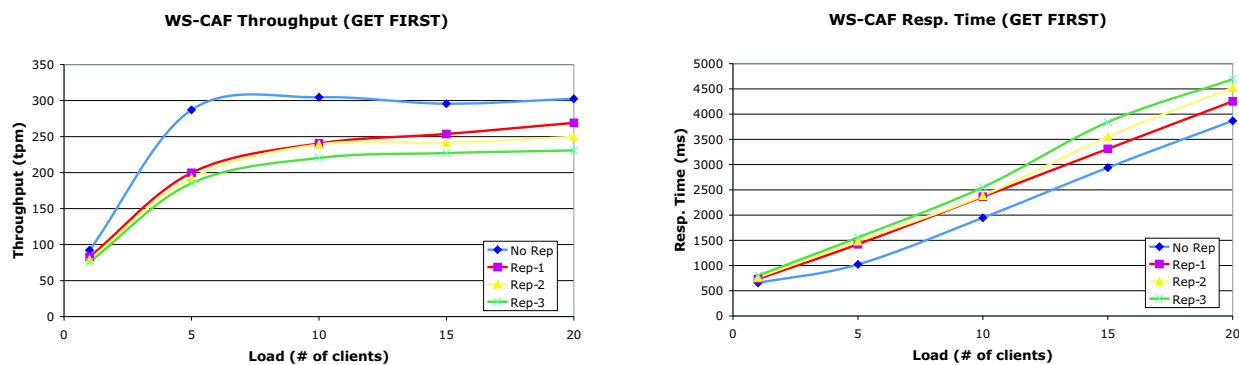 WS-CAF Throughput (GET FIRST)
350
300
250
200
150
100
50
0
Throughput (tpm)
0 5 10 15 20
Load (# of clients)
No Rep
Rep-1
Rep-2
Rep-3
WS-CAF Resp. Time (GET FIRST)
5000
4500
4000
3500
3000
2500
2000
1500
1000
500
0
Resp. Time (ms)
0 5 10 15 20
Load (# of clients)
No Rep
Rep-1
Rep-2
Rep-3